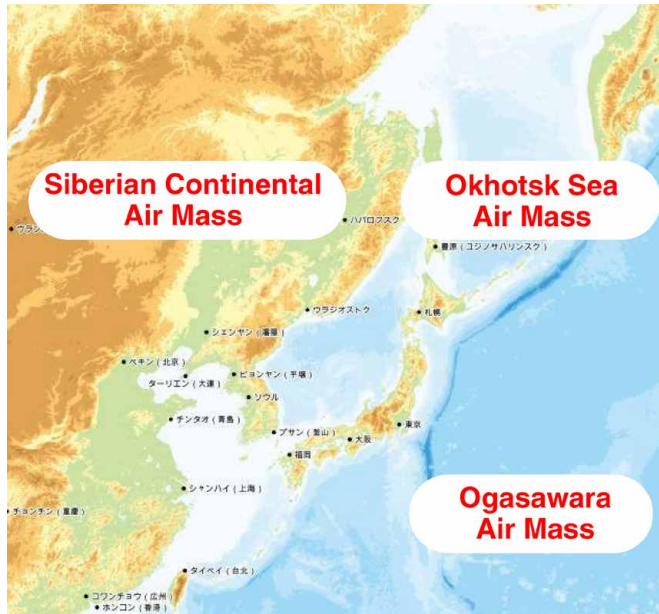 Siberian Continental
Air Mass
Okhotsk Sea
Air Mass
ハバロフスク
豊原（ユジノサハリンスク）
ウラジオストク
札幌
シェンヤン（瀋陽）
ペキン（北京）
ターリエン（大連）
ピョンヤン（平壌）
ソウル
チンタオ（青島）
プサン（釜山）
東京
大阪
福岡
シャンハイ（上海）
Ogasawara
Air Mass
チョンチン（重慶）
タイペイ（台北）
コワンチョウ（広州）
ホンコン（香港）